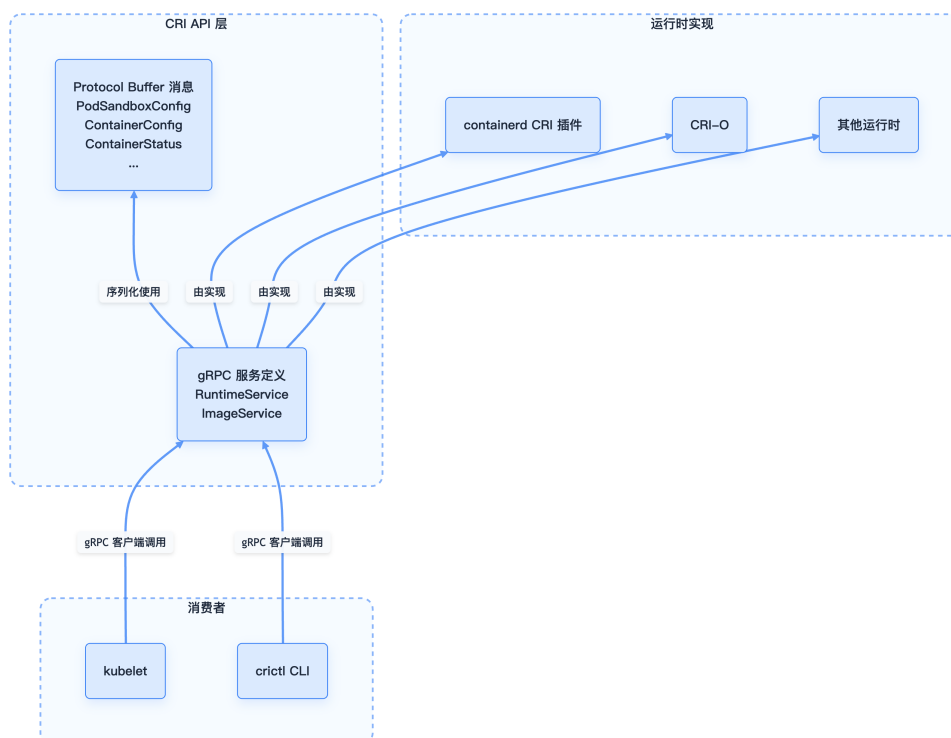 CRI API 层
运行时实现
Protocol Buffer 消息
PodSandboxConfig
ContainerConfig
ContainerStatus
...
containerd CRI 插件
CRI-O
其他运行时
序列化使用
由实现
由实现
由实现
gRPC 服务定义
RuntimeService
ImageService
gRPC 客户端调用
gRPC 客户端调用
消费者
kubelet
crictl CLI